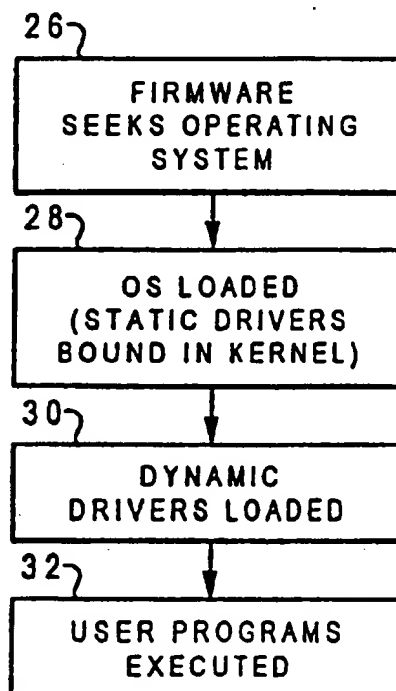 26
FIRMWARE
SEEKS OPERATING
SYSTEM
28
OS LOADED
(STATIC DRIVERS
BOUND IN KERNEL)
30
DYNAMIC
DRIVERS LOADED
32
USER PROGRAMS
EXECUTED